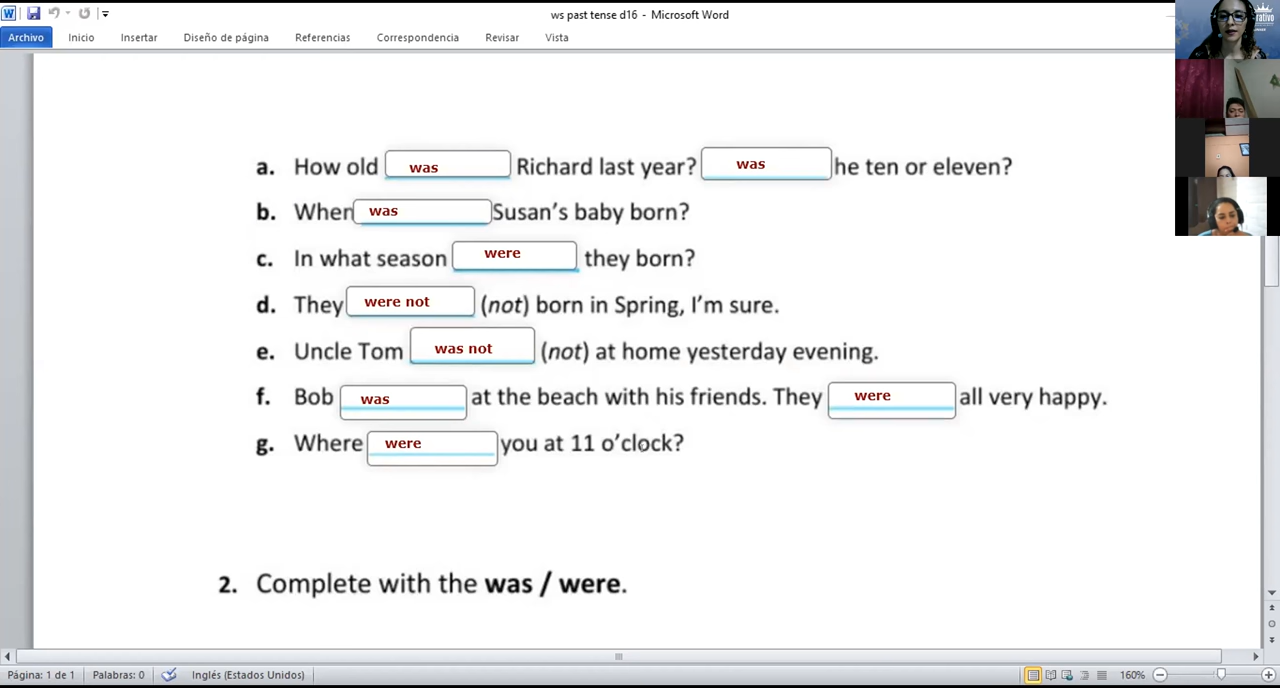 ws past tense d16 - Microsoft Word
Archivo Inicio Insertar Diseño de página Referencias Correspondencia Revisar Vista
a. How old was Richard last year? was he ten or eleven?
b. When was Susan's baby born?
c. In what season were they born?
d. They were not (not) born in Spring, I'm sure.
e. Uncle Tom was not (not) at home yesterday evening.
f. Bob was at the beach with his friends. They were all very happy.
g. Where were you at 11 o'clock?
2. Complete with the was / were.
Página: 1 de 1 Palabras: 0 Inglés (Estados Unidos) 160%